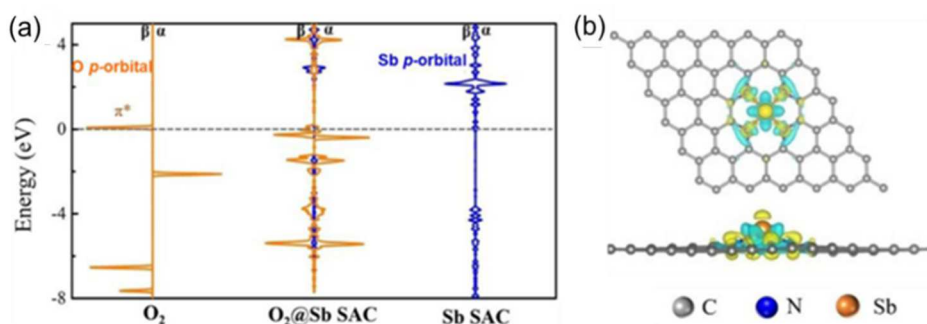 (a)
β α
β α
β α
O p-orbital
Sb p-orbital
π*
Energy (eV)
4
0
-4
-8
O₂
O₂@Sb SAC
Sb SAC
(b)
C
N
Sb